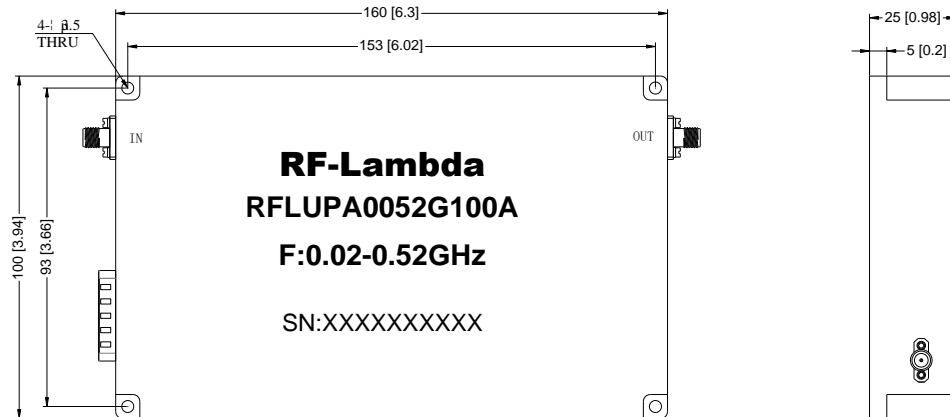 160 [6.3]
25 [0.98]
153 [6.02]
5 [0.2]
THRU
IN
OUT
RF-Lambda
RFLUPA0052G100A
F:0.02-0.52GHz
SN:XXXXXXXXXX
100 [3.94]
93 [3.66]